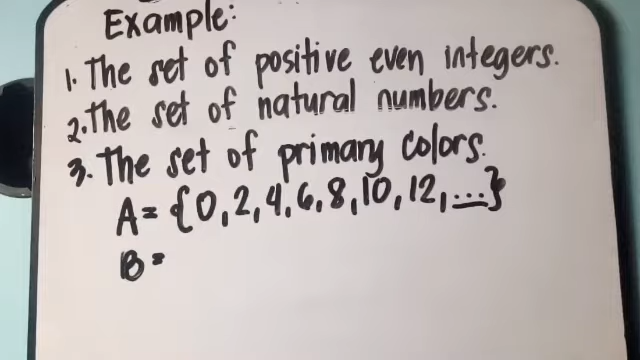 Example:
1. The set of positive even integers.
2. The set of natural numbers.
3. The set of primary colors.
A = {0, 2, 4, 6, 8, 10, 12, ...}
B =